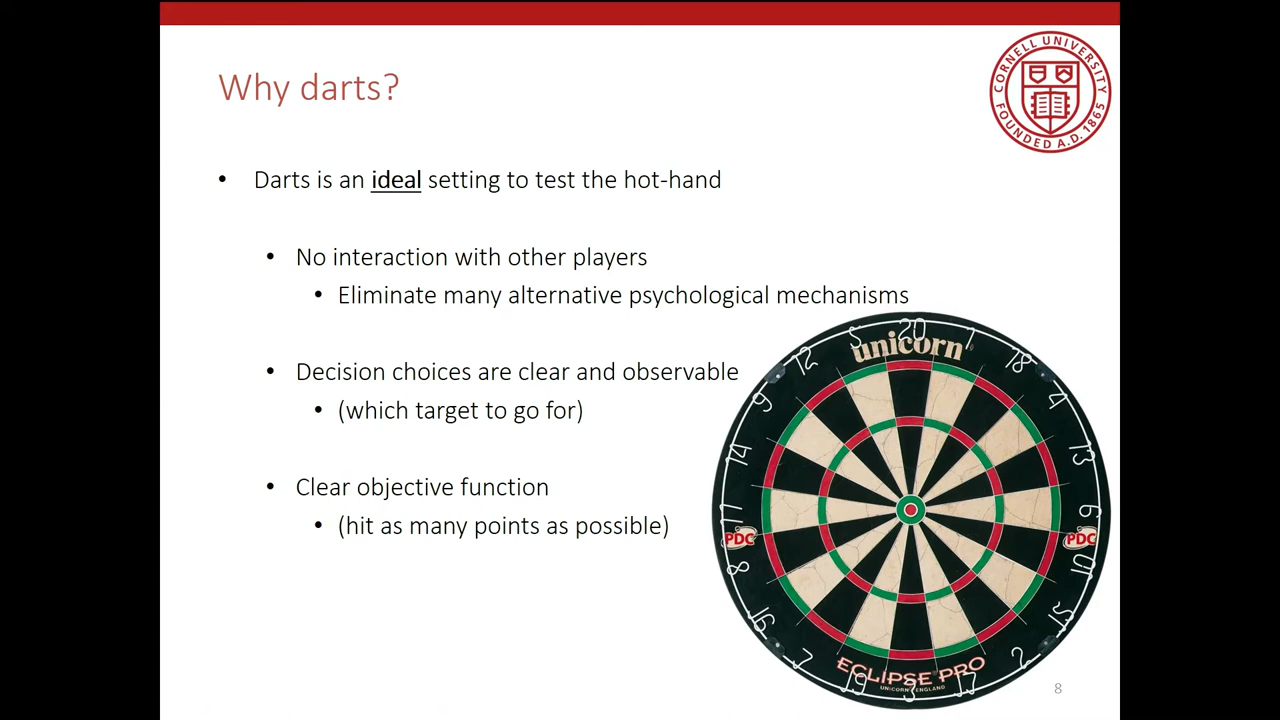 CORNELL UNIVERSITY
FOUNDED A.D. 1865
Why darts?
• Darts is an ideal setting to test the hot-hand
• No interaction with other players
• Eliminate many alternative psychological mechanisms
• Decision choices are clear and observable
• (which target to go for)
• Clear objective function
• (hit as many points as possible)
20
1
18
4
13
6
10
15
2
17
3
19
7
16
8
11
14
9
12
5
unicorn
PDC
PDC
ECLIPSE PRO
UNICORN ENGLAND
8